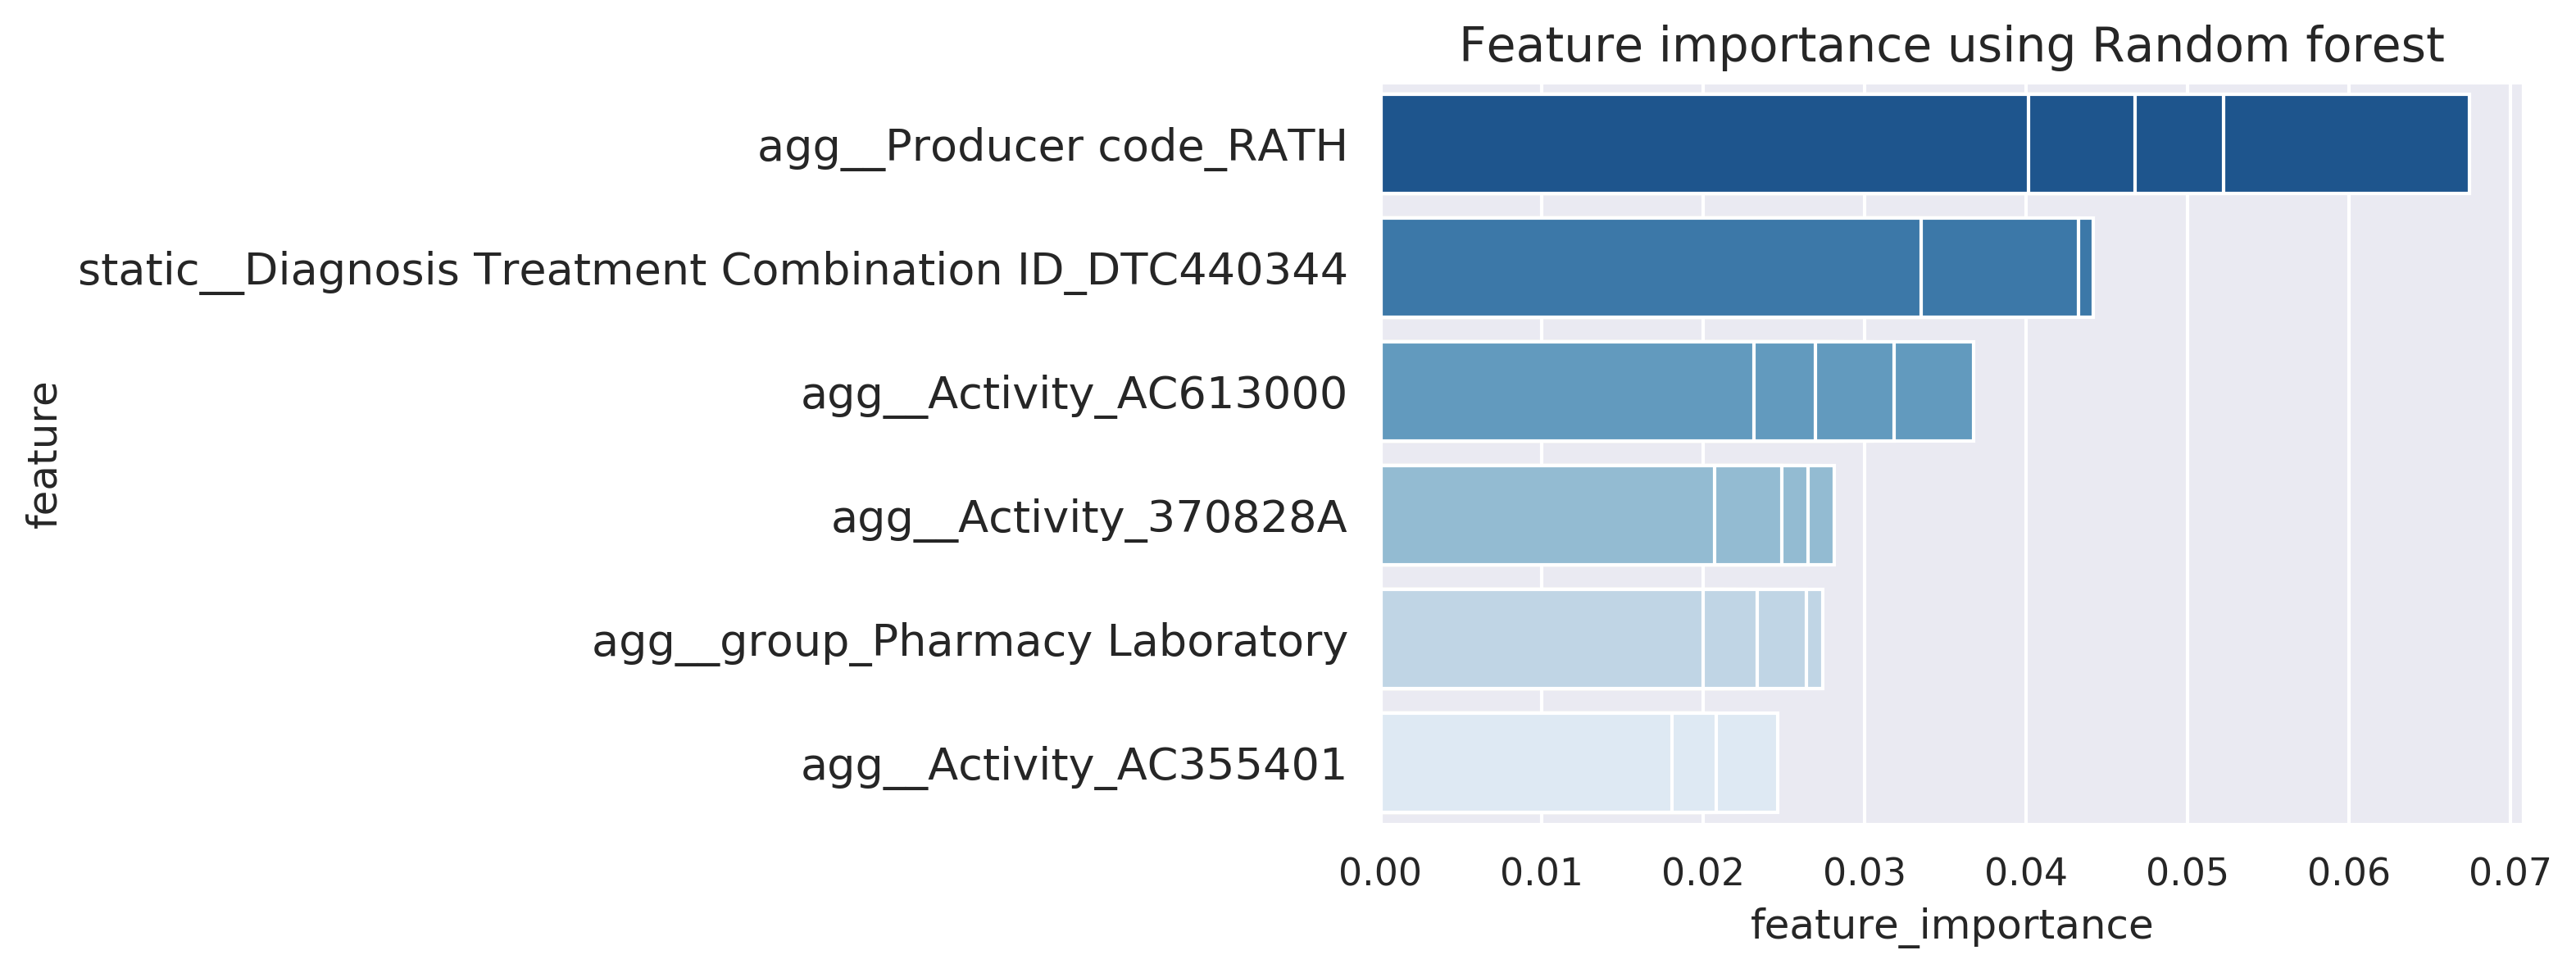 Feature importance using Random forest
agg__Producer code_RATH
static__Diagnosis Treatment Combination ID_DTC440344
agg__Activity_AC613000
feature
agg__Activity_370828A
agg__group_Pharmacy Laboratory
agg__Activity_AC355401
0.00 0.01 0.02 0.03 0.04 0.05 0.06 0.07
feature_importance